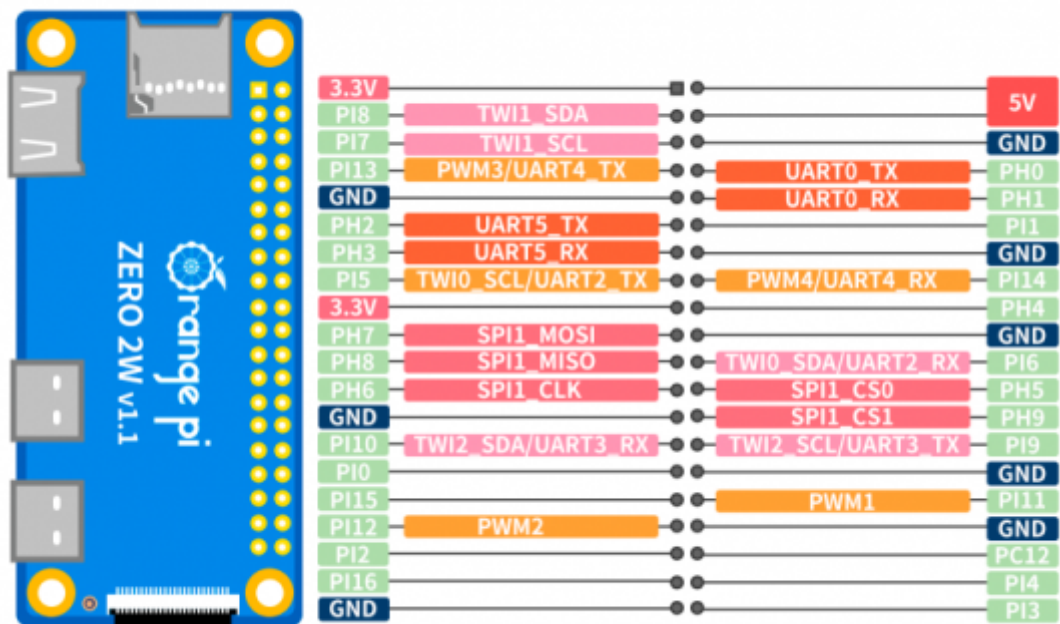 ZERO 2W v1.1
Orange pi
3.3V 5V
PI8 TWI1_SDA
PI7 TWI1_SCL GND
PI13 PWM3/UART4_TX UART0_TX PH0
GND UART0_RX PH1
PH2 UART5_TX PI1
PH3 UART5_RX GND
PI5 TWI0_SCL/UART2_TX PWM4/UART4_RX PI14
3.3V PH4
PH7 SPI1_MOSI GND
PH8 SPI1_MISO TWI0_SDA/UART2_RX PI6
PH6 SPI1_CLK SPI1_CS0 PH5
GND SPI1_CS1 PH9
PI10 TWI2_SDA/UART3_RX TWI2_SCL/UART3_TX PI9
PI0 GND
PI15 PWM1 PI11
PI12 PWM2 GND
PI2 PC12
PI16 PI4
GND PI3